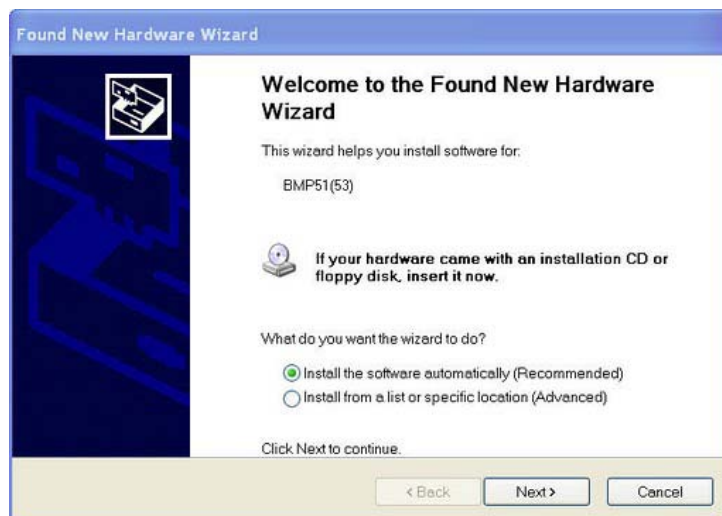 Found New Hardware Wizard
Welcome to the Found New Hardware
Wizard
This wizard helps you install software for:
BMP51(53)
If your hardware came with an installation CD or
floppy disk, insert it now.
What do you want the wizard to do?
Install the software automatically (Recommended)
Install from a list or specific location (Advanced)
Click Next to continue.
< Back Next > Cancel